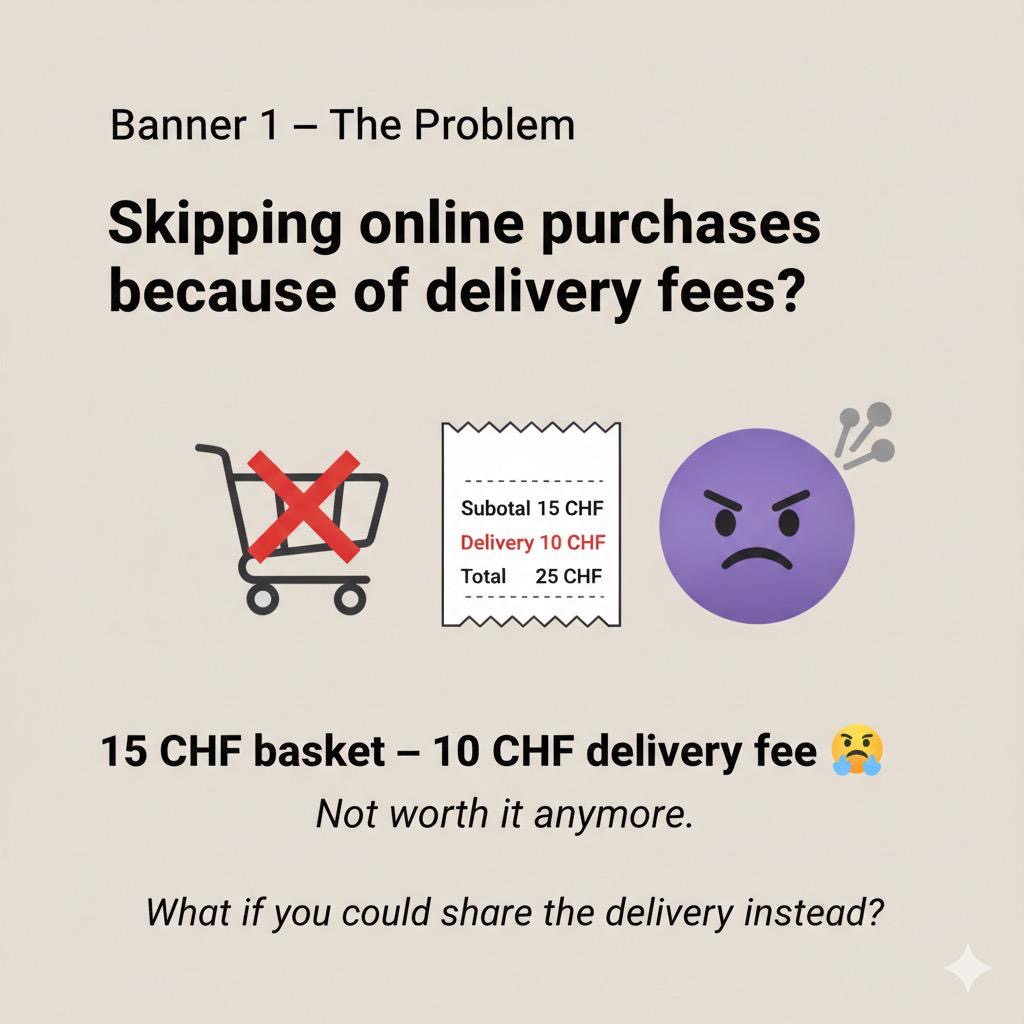 Banner 1 – The Problem
Skipping online purchases
because of delivery fees?
Subotal 15 CHF
Delivery 10 CHF
Total 25 CHF
15 CHF basket – 10 CHF delivery fee
Not worth it anymore.
What if you could share the delivery instead?